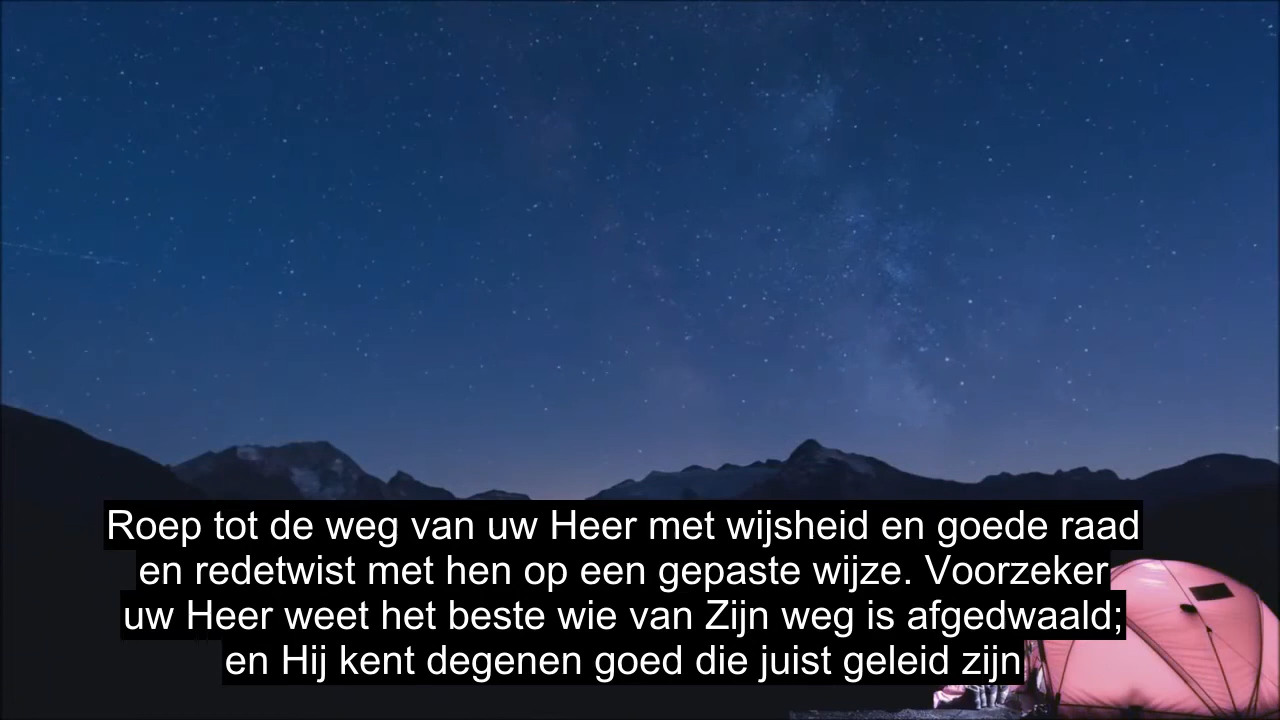 Roep tot de weg van uw Heer met wijsheid en goede raad
en redetwist met hen op een gepaste wijze. Voorzeker
uw Heer weet het beste wie van Zijn weg is afgedwaald;
en Hij kent degenen goed die juist geleid zijn